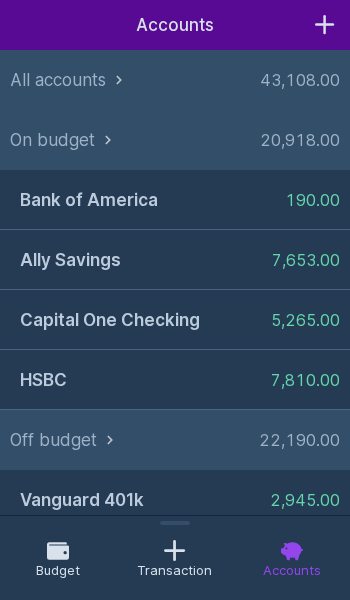 Accounts
All accounts 43,108.00
On budget 20,918.00
Bank of America 190.00
Ally Savings 7,653.00
Capital One Checking 5,265.00
HSBC 7,810.00
Off budget 22,190.00
Vanguard 401k 2,945.00
Budget Transaction Accounts